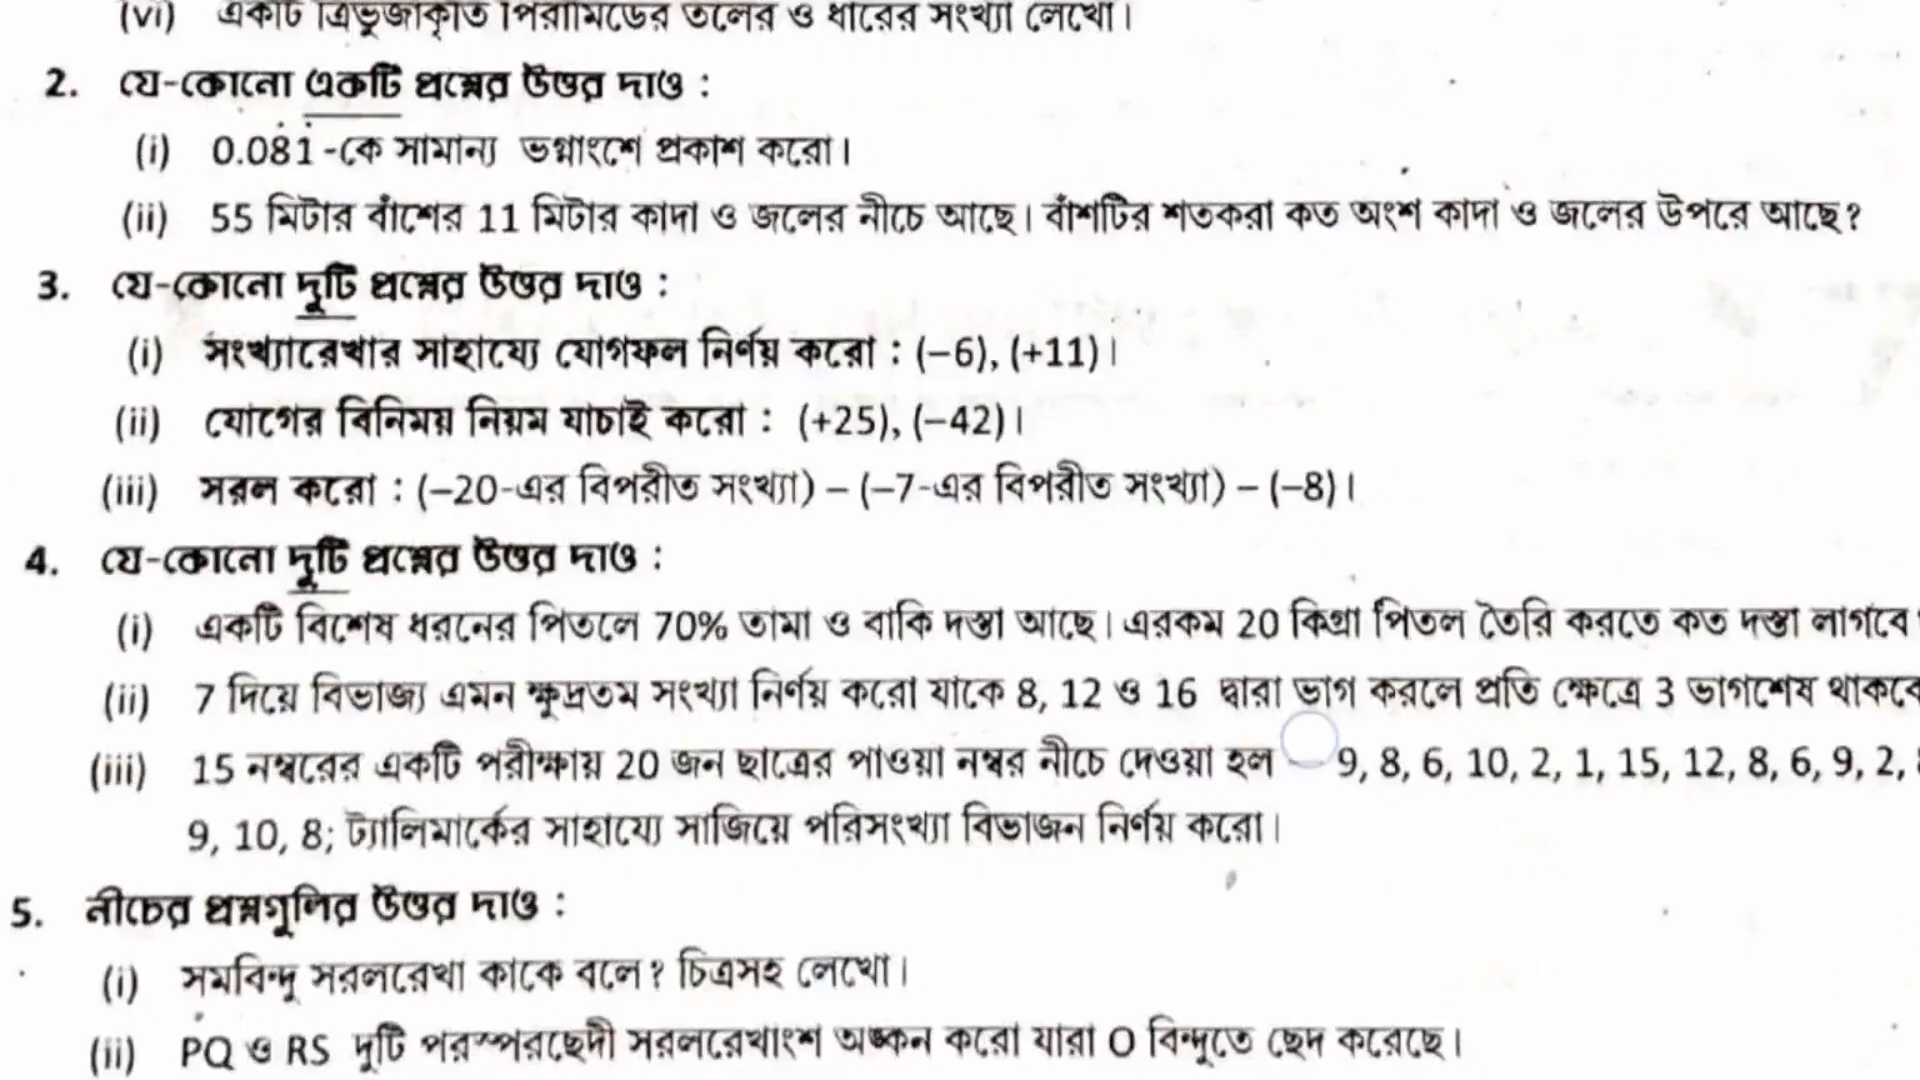 (vi) একটি ত্রিভুজাকৃতি পিরামিডের তলের ও ধারের সংখ্যা লেখো।
2. যে-কোনো একটি প্রশ্নের উত্তর দাও :
(i) 0.08̇1̇ -কে সামান্য ভগ্নাংশে প্রকাশ করো।
(ii) 55 মিটার বাঁশের 11 মিটার কাদা ও জলের নীচে আছে। বাঁশটির শতকরা কত অংশ কাদা ও জলের উপরে আছে?
3. যে-কোনো দুটি প্রশ্নের উত্তর দাও :
(i) সংখ্যারেখার সাহায্যে যোগফল নির্ণয় করো : (−6), (+11)।
(ii) যোগের বিনিময় নিয়ম যাচাই করো : (+25), (−42)।
(iii) সরল করো : (−20-এর বিপরীত সংখ্যা) − (−7-এর বিপরীত সংখ্যা) − (−8)।
4. যে-কোনো দুটি প্রশ্নের উত্তর দাও :
(i) একটি বিশেষ ধরনের পিতলে 70% তামা ও বাকি দস্তা আছে। এরকম 20 কিগ্রা পিতল তৈরি করতে কত দস্তা লাগবে
(ii) 7 দিয়ে বিভাজ্য এমন ক্ষুদ্রতম সংখ্যা নির্ণয় করো যাকে 8, 12 ও 16 দ্বারা ভাগ করলে প্রতি ক্ষেত্রে 3 ভাগশেষ থাকবে
(iii) 15 নম্বরের একটি পরীক্ষায় 20 জন ছাত্রের পাওয়া নম্বর নীচে দেওয়া হল 9, 8, 6, 10, 2, 1, 15, 12, 8, 6, 9, 2,
9, 10, 8; ট্যালিমার্কের সাহায্যে সাজিয়ে পরিসংখ্যা বিভাজন নির্ণয় করো।
5. নীচের প্রশ্নগুলির উত্তর দাও :
(i) সমবিন্দু সরলরেখা কাকে বলে? চিত্রসহ লেখো।
(ii) PQ ও RS দুটি পরস্পরছেদী সরলরেখাংশ অঙ্কন করো যারা O বিন্দুতে ছেদ করেছে।